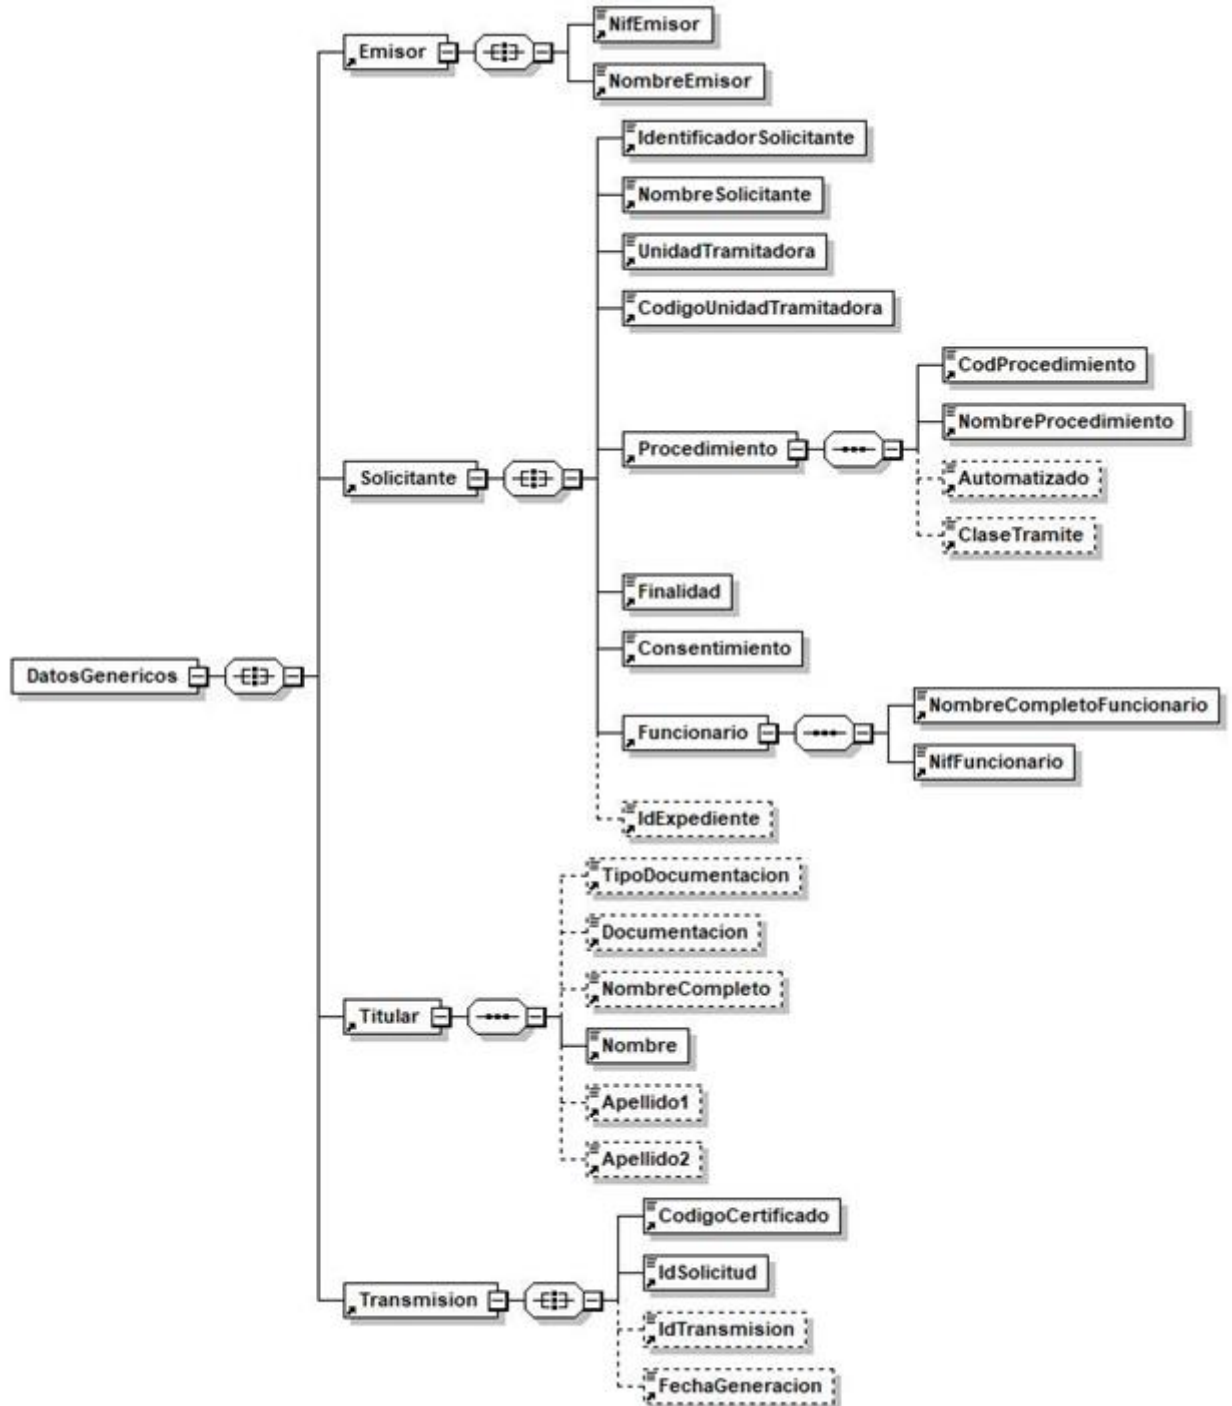 NifEmisor
Emisor
NombreEmisor
IdentificadorSolicitante
NombreSolicitante
UnidadTramitadora
CodigoUnidadTramitadora
CodProcedimiento
NombreProcedimiento
Procedimiento
Solicitante
Automatizado
ClaseTramite
Finalidad
Consentimiento
DatosGenericos
NombreCompletoFuncionario
Funcionario
NifFuncionario
IdExpediente
TipoDocumentacion
Documentacion
NombreCompleto
Titular
Nombre
Apellido1
Apellido2
CodigoCertificado
IdSolicitud
Transmision
IdTransmision
FechaGeneracion